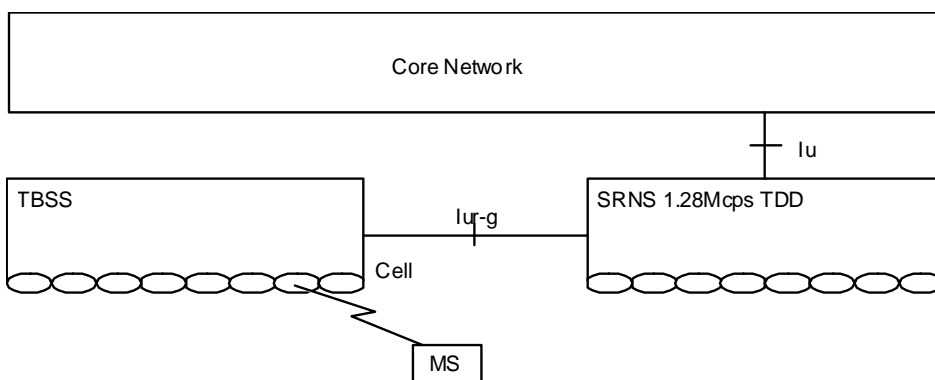 Core Network
Iu
TBSS
SRNS 1.28Mcps TDD
Iur-g
Cell
MS